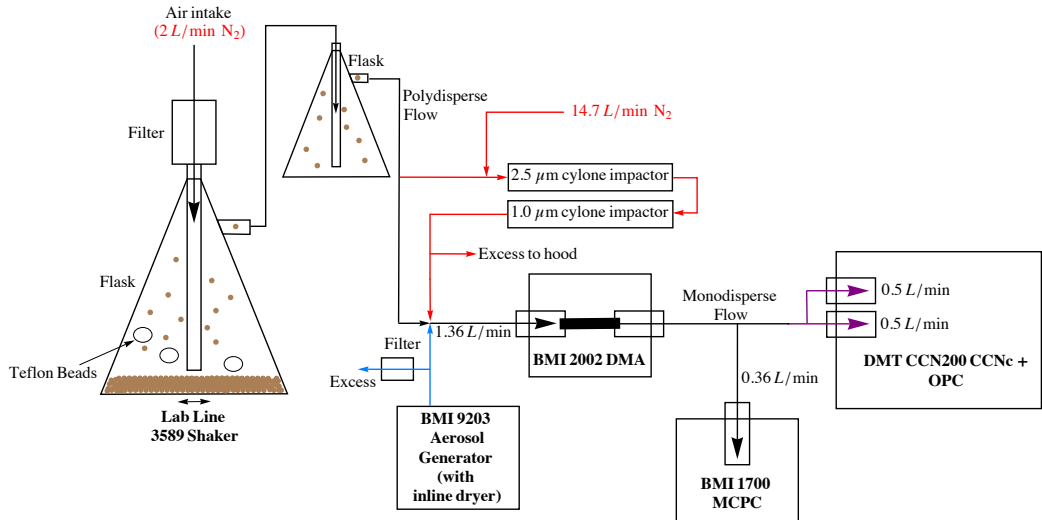 Air intake
(2 L/min N₂)
Filter
Flask
Teflon Beads
Lab Line
3589 Shaker
Flask
Polydisperse
Flow
14.7 L/min N₂
2.5 μm cylone impactor
1.0 μm cylone impactor
Excess to hood
1.36 L/min
Filter
Excess
BMI 9203
Aerosol
Generator
(with
inline dryer)
BMI 2002 DMA
Monodisperse
Flow
0.36 L/min
BMI 1700
MCPC
0.5 L/min
0.5 L/min
DMT CCN200 CCNc +
OPC